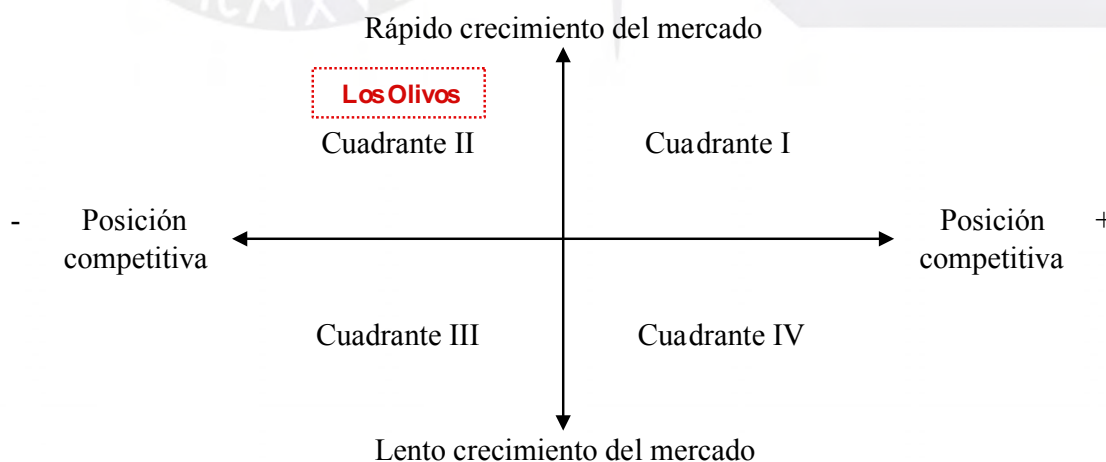 Rápido crecimiento del mercado
Los Olivos
Cuadrante II
Cuadrante I
- Posición competitiva
Posición competitiva +
Cuadrante III
Cuadrante IV
Lento crecimiento del mercado